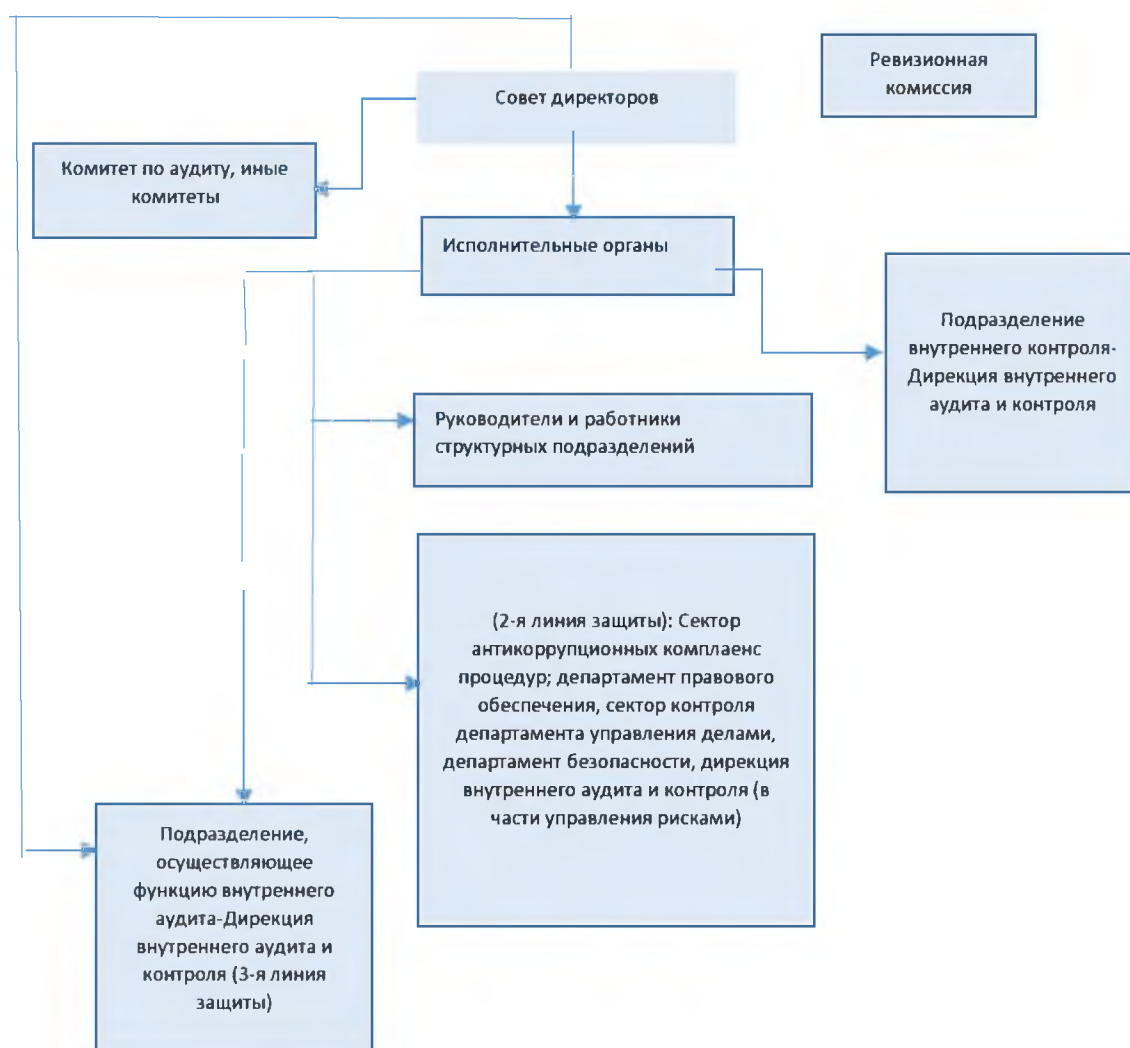 Совет директоров
Ревизионная
комиссия
Комитет по аудиту, иные
комитеты
Исполнительные органы
Подразделение
внутреннего контроля-
Дирекция внутреннего
аудита и контроля
Руководители и работники
структурных подразделений
(2-я линия защиты): Сектор
антикоррупционных комплаенс
процедур; департамент правового
обеспечения, сектор контроля
департамента управления делами,
департамент безопасности, дирекция
внутреннего аудита и контроля (в
части управления рисками)
Подразделение,
осуществляющее
функцию внутреннего
аудита-Дирекция
внутреннего аудита и
контроля (3-я линия
защиты)